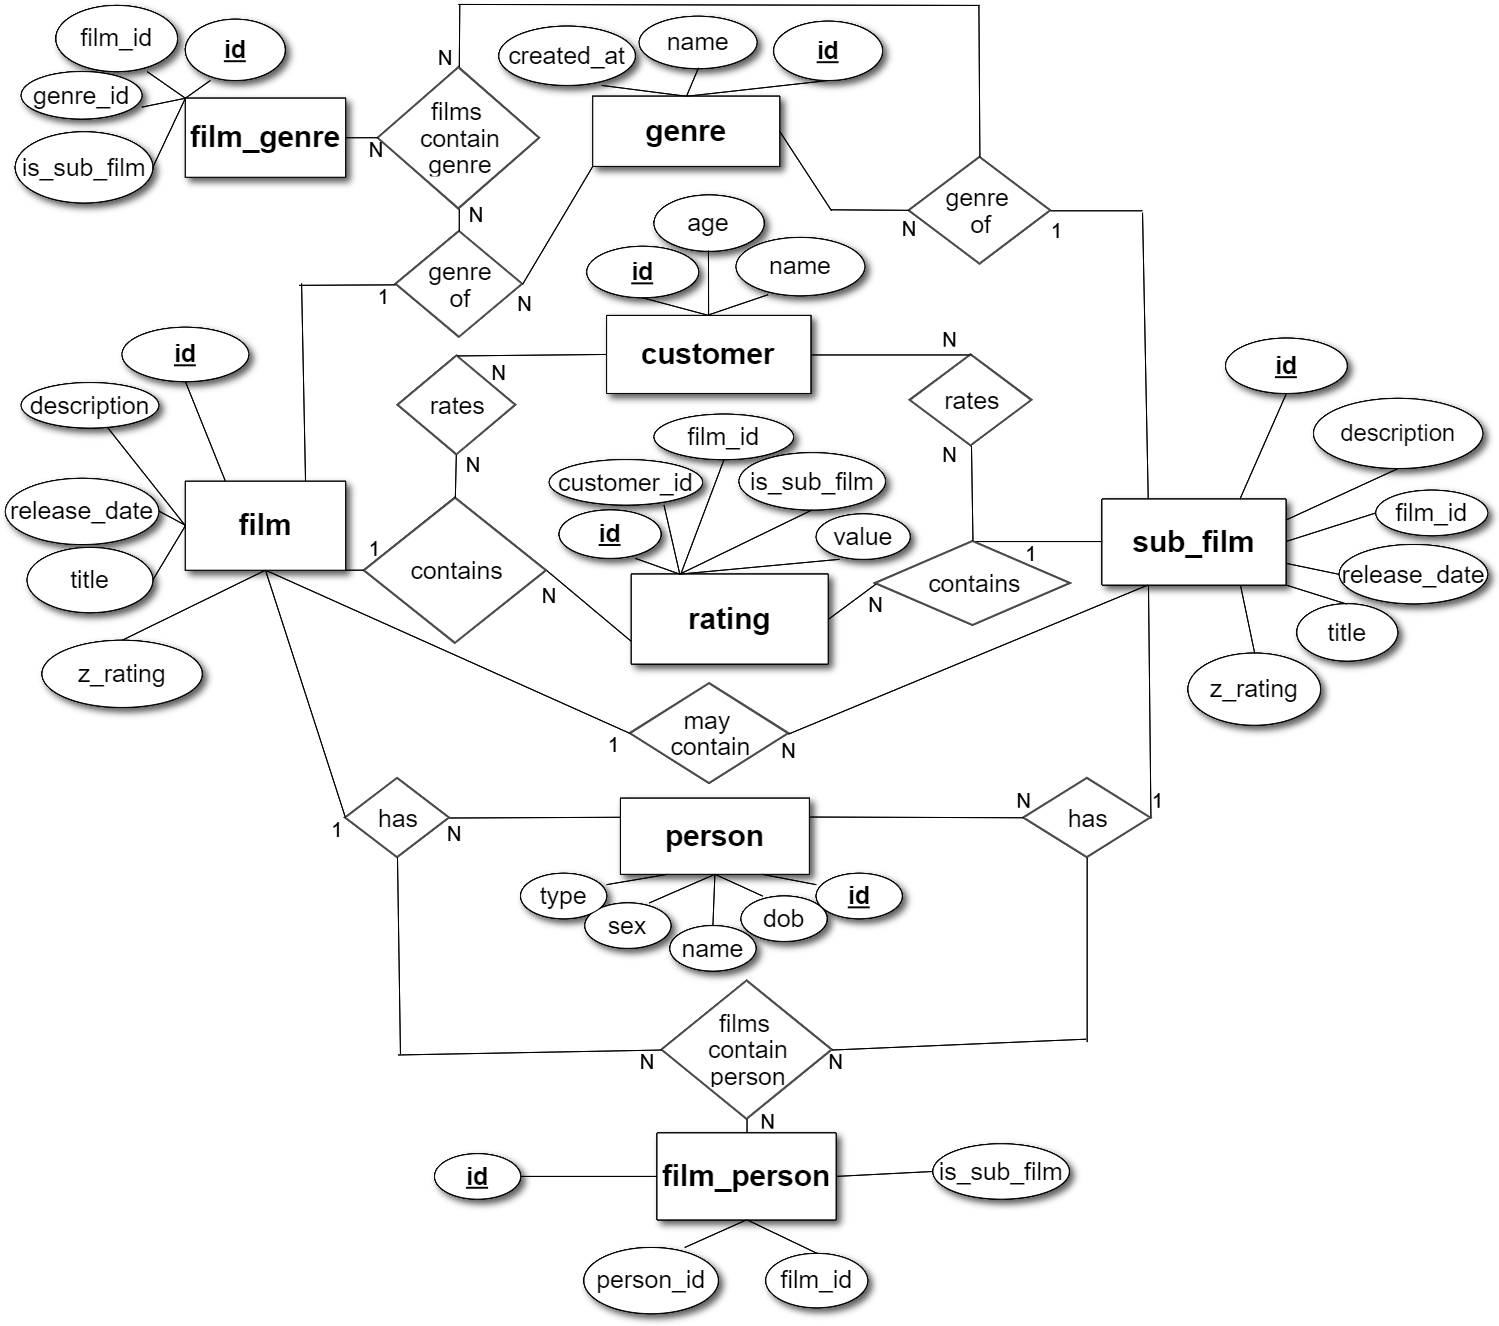 film_id
id
genre_id
is_sub_film
film_genre
N
films
contain
genre
N
N
created_at
name
id
genre
genre
of
N
1
genre
of
1
N
age
id
name
customer
N
rates
N
N
rates
N
id
description
release_date
title
film
z_rating
1
contains
N
film_id
customer_id
is_sub_film
id
value
rating
1
contains
N
id
description
film_id
release_date
title
sub_film
z_rating
may
contain
1
N
has
1
N
person
N
has
1
type
sex
name
dob
id
films
contain
person
N
N
N
film_person
id
is_sub_film
person_id
film_id